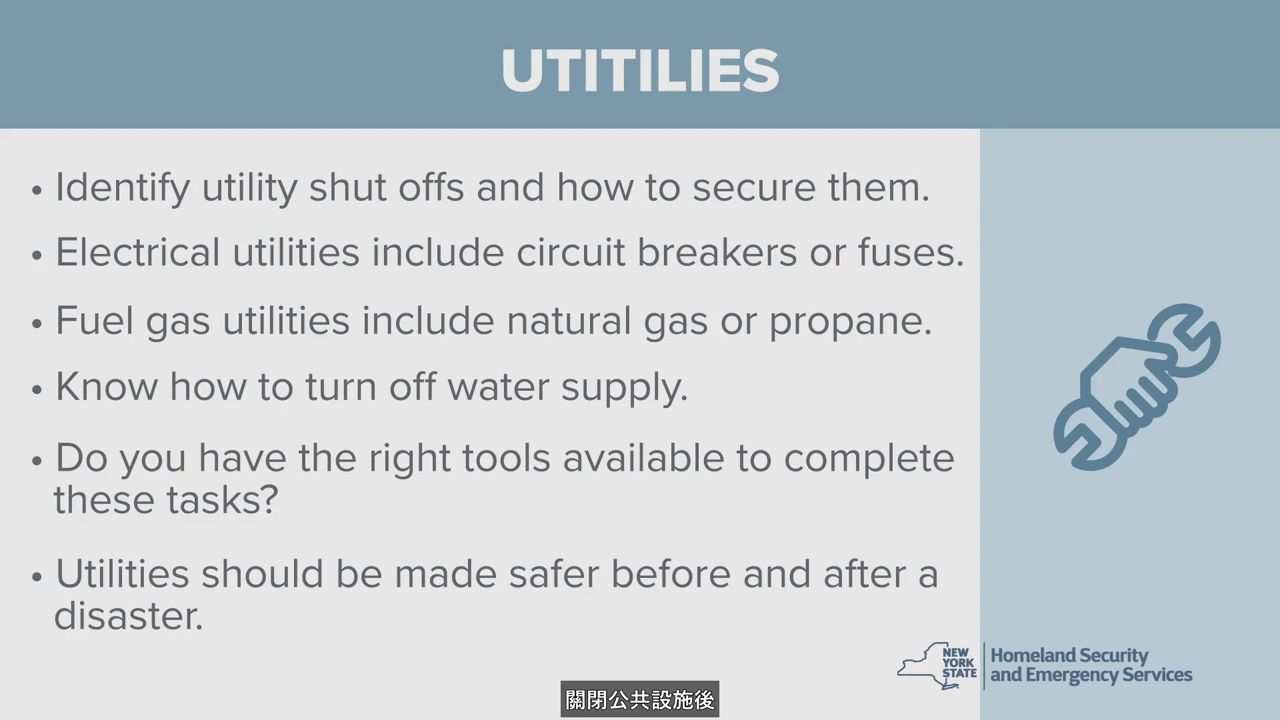 UTITILIES
• Identify utility shut offs and how to secure them.
• Electrical utilities include circuit breakers or fuses.
• Fuel gas utilities include natural gas or propane.
• Know how to turn off water supply.
• Do you have the right tools available to complete
these tasks?
• Utilities should be made safer before and after a
disaster.
NEW
YORK
STATE
Homeland Security
and Emergency Services
關閉公共設施後